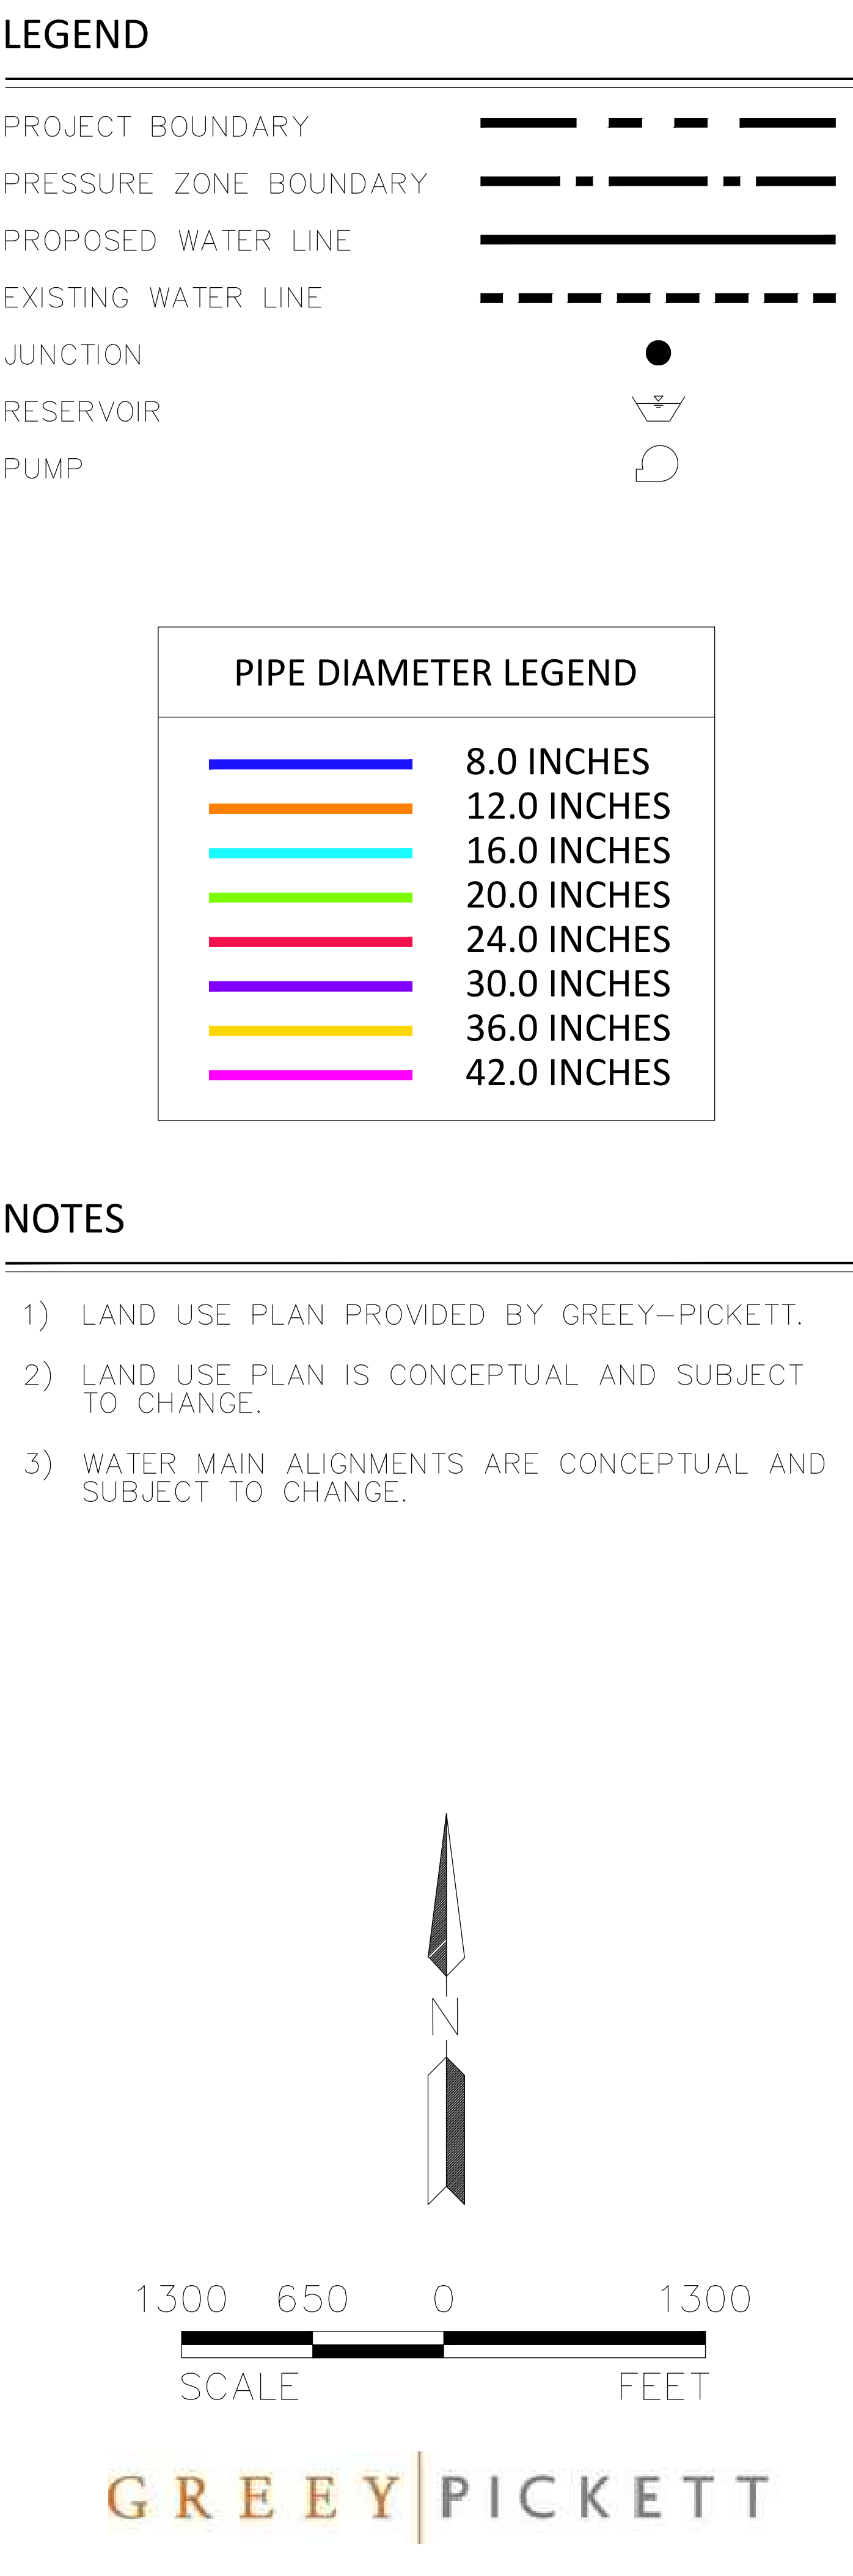 LEGEND
PROJECT BOUNDARY
PRESSURE ZONE BOUNDARY
PROPOSED WATER LINE
EXISTING WATER LINE
JUNCTION
RESERVOIR
PUMP
PIPE DIAMETER LEGEND
8.0 INCHES
12.0 INCHES
16.0 INCHES
20.0 INCHES
24.0 INCHES
30.0 INCHES
36.0 INCHES
42.0 INCHES
NOTES
1) LAND USE PLAN PROVIDED BY GREEY–PICKETT.
2) LAND USE PLAN IS CONCEPTUAL AND SUBJECT
TO CHANGE.
3) WATER MAIN ALIGNMENTS ARE CONCEPTUAL AND
SUBJECT TO CHANGE.
N
1300 650 0 1300
SCALE FEET
GREEY|PICKETT